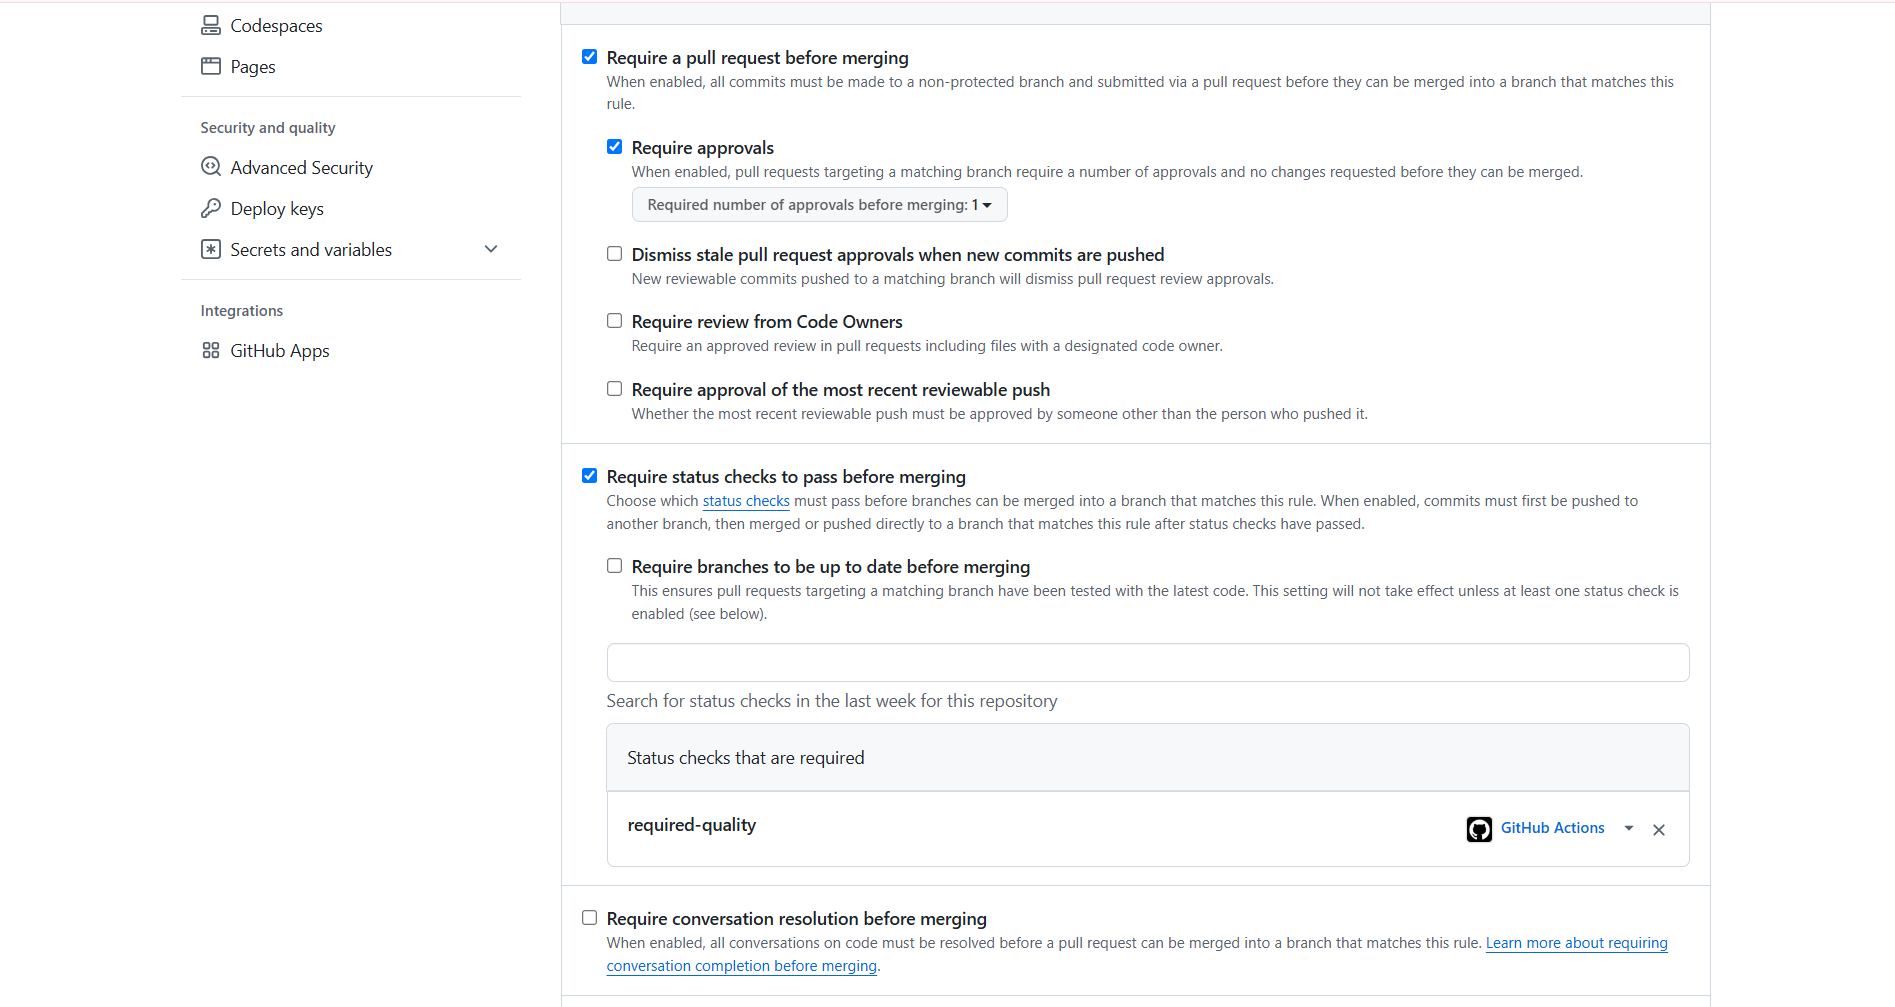 Codespaces
Pages
Security and quality
Advanced Security
Deploy keys
Secrets and variables
Integrations
GitHub Apps
Require a pull request before merging
When enabled, all commits must be made to a non-protected branch and submitted via a pull request before they can be merged into a branch that matches this
rule.
Require approvals
When enabled, pull requests targeting a matching branch require a number of approvals and no changes requested before they can be merged.
Required number of approvals before merging: 1
Dismiss stale pull request approvals when new commits are pushed
New reviewable commits pushed to a matching branch will dismiss pull request review approvals.
Require review from Code Owners
Require an approved review in pull requests including files with a designated code owner.
Require approval of the most recent reviewable push
Whether the most recent reviewable push must be approved by someone other than the person who pushed it.
Require status checks to pass before merging
Choose which status checks must pass before branches can be merged into a branch that matches this rule. When enabled, commits must first be pushed to
another branch, then merged or pushed directly to a branch that matches this rule after status checks have passed.
Require branches to be up to date before merging
This ensures pull requests targeting a matching branch have been tested with the latest code. This setting will not take effect unless at least one status check is
enabled (see below).
Search for status checks in the last week for this repository
Status checks that are required
required-quality
GitHub Actions
Require conversation resolution before merging
When enabled, all conversations on code must be resolved before a pull request can be merged into a branch that matches this rule. Learn more about requiring
conversation completion before merging.